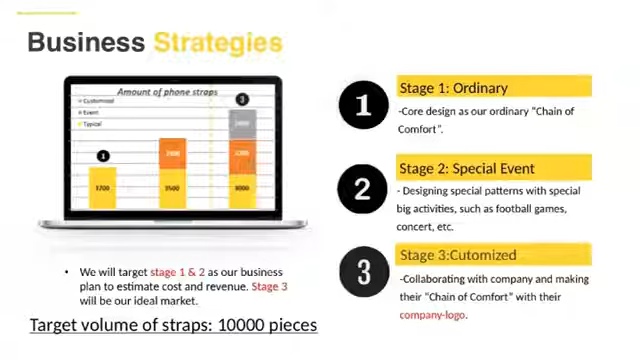 Business Strategies
Amount of phone straps
Customized
Event
Typical
1
3
3500
Stage 1: Ordinary
1
-Core design as our ordinary "Chain of
Comfort".
Stage 2: Special Event
2
- Designing special patterns with special
big activities, such as football games,
concert, etc.
Stage 3:Cutomized
3
-Collaborating with company and making
their "Chain of Comfort" with their
company-logo.
• We will target stage 1 & 2 as our business
plan to estimate cost and revenue. Stage 3
will be our ideal market.
Target volume of straps: 10000 pieces